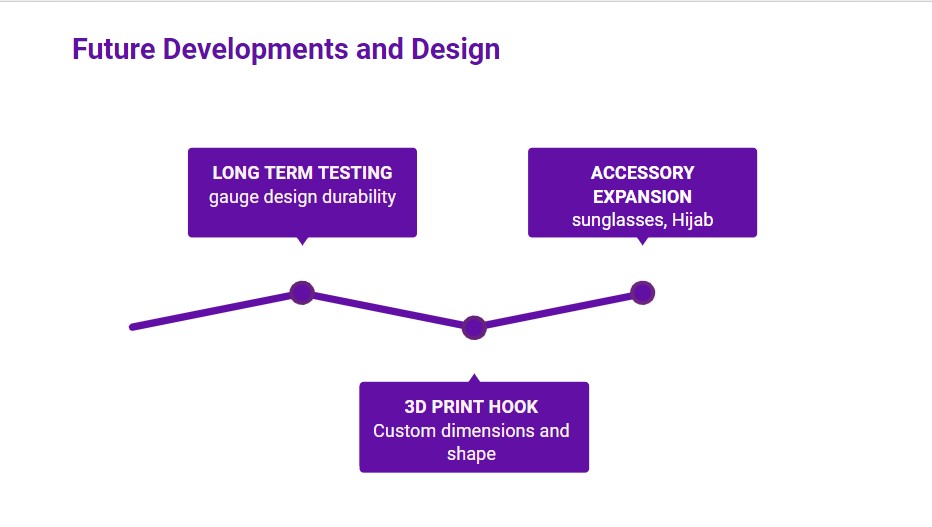 Future Developments and Design
LONG TERM TESTING
gauge design durability
ACCESSORY
EXPANSION
sunglasses, Hijab
3D PRINT HOOK
Custom dimensions and
shape